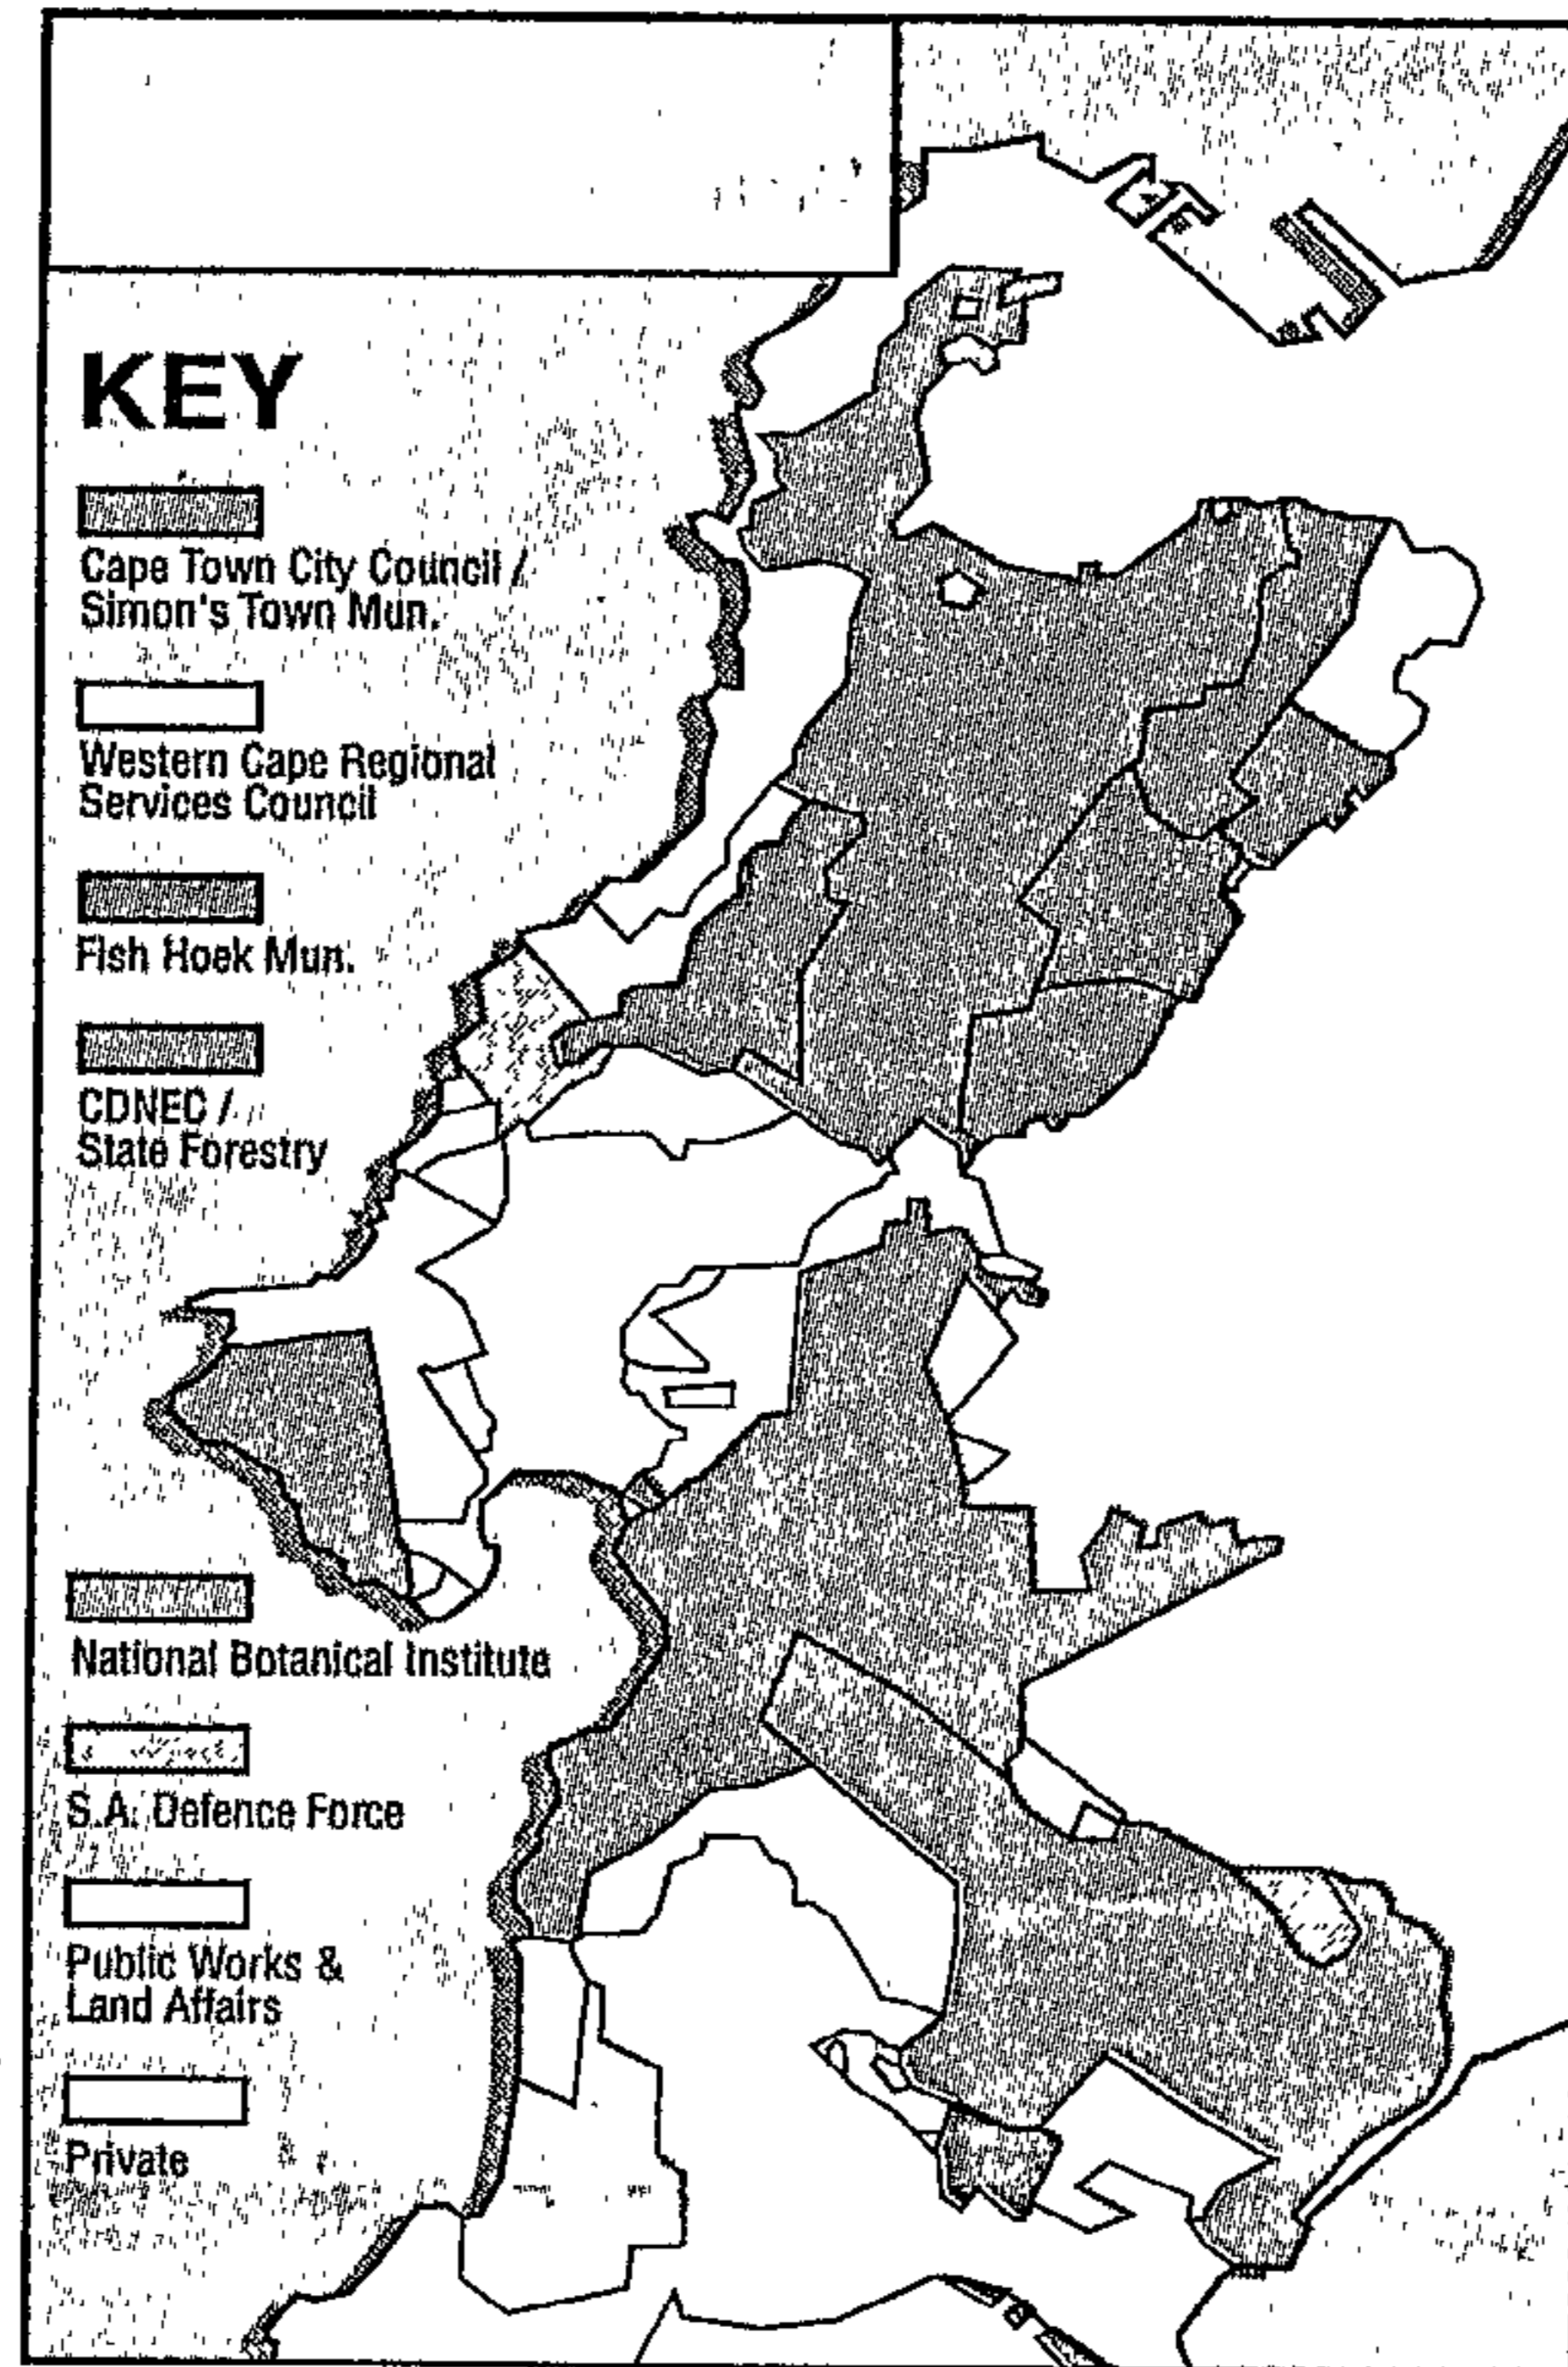 KEY
Cape Town City Council /
Simon's Town Mun.
Western Cape Regional
Services Council
Fish Hoek Mun.
CDNEC /
State Forestry
National Botanical Institute
S.A. Defence Force
Public Works &
Land Affairs
Private